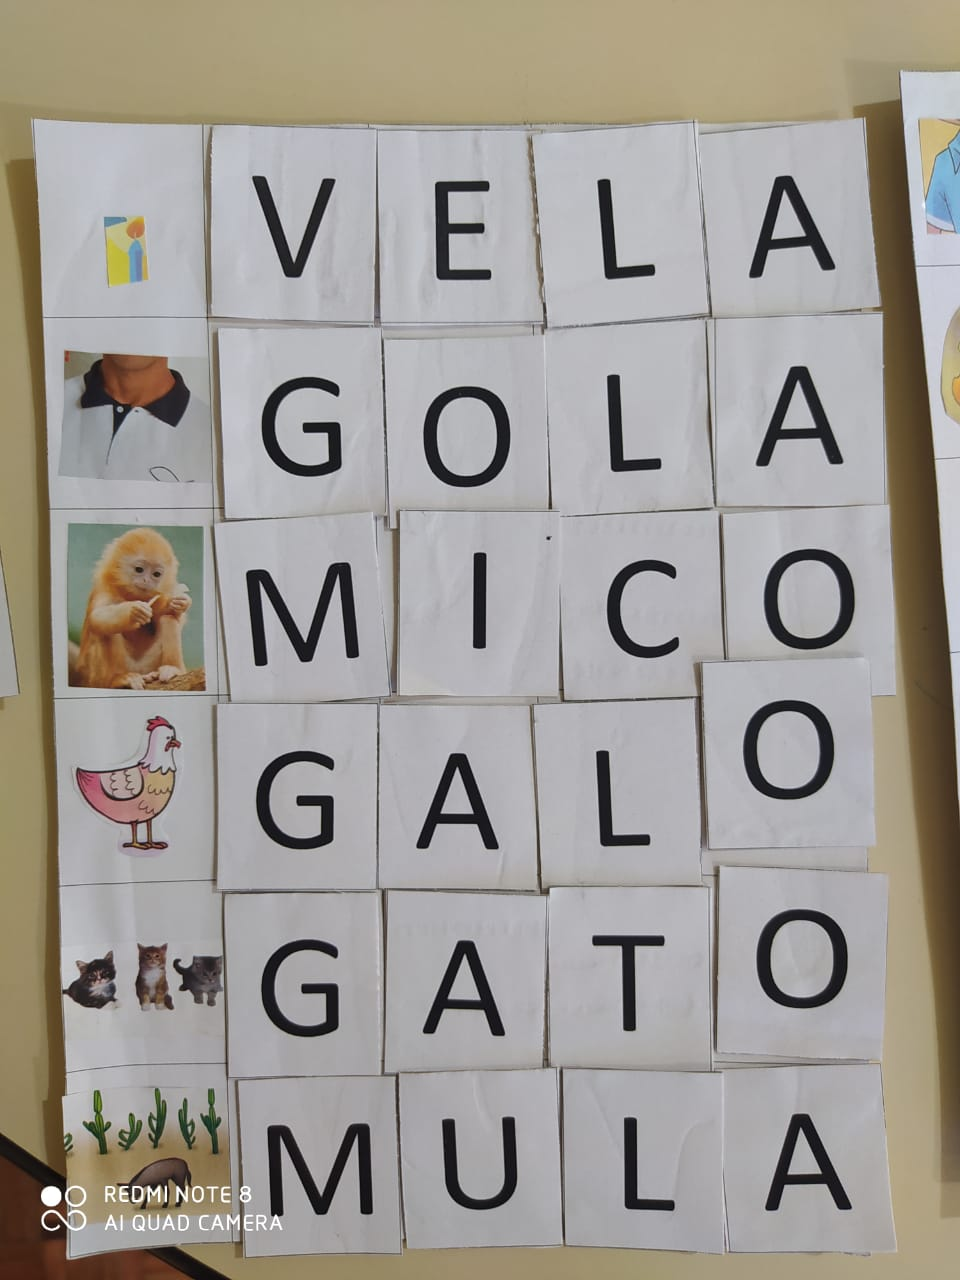 VELA
GOLA
MICO
GALO
GATO
MULA
REDMI NOTE 8
AI QUAD CAMERA